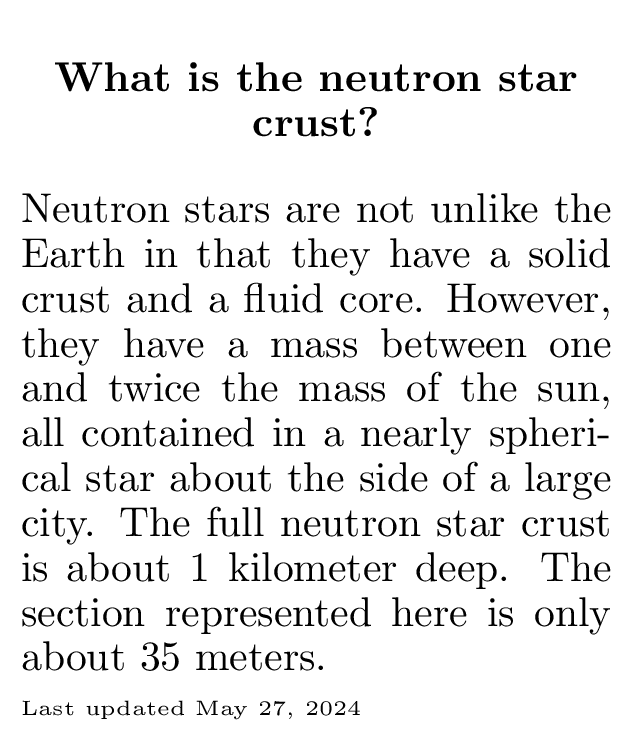 What is the neutron star
crust?
Neutron stars are not unlike the
Earth in that they have a solid
crust and a fluid core. However,
they have a mass between one
and twice the mass of the sun,
all contained in a nearly spheri-
cal star about the side of a large
city. The full neutron star crust
is about 1 kilometer deep. The
section represented here is only
about 35 meters.
Last updated May 27, 2024